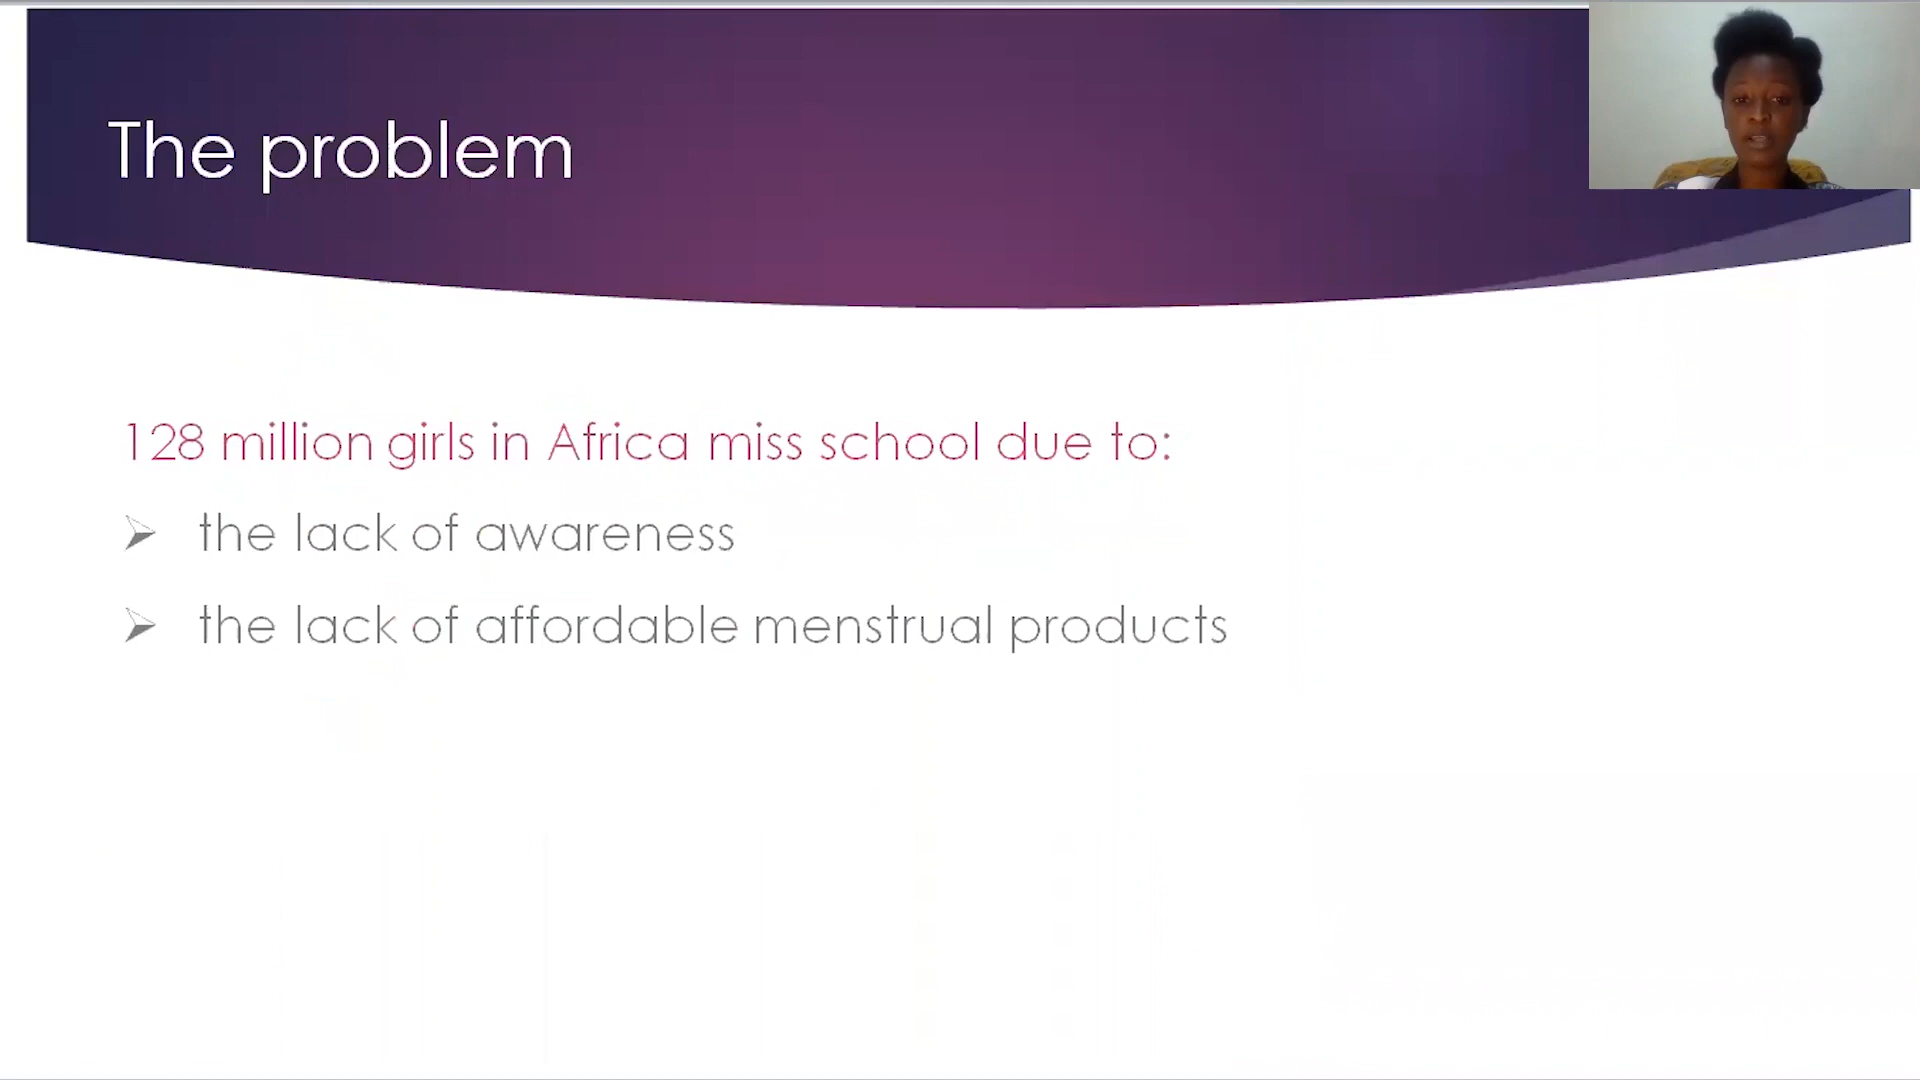 The problem
128 million girls in Africa miss school due to:
➢ the lack of awareness
➢ the lack of affordable menstrual products